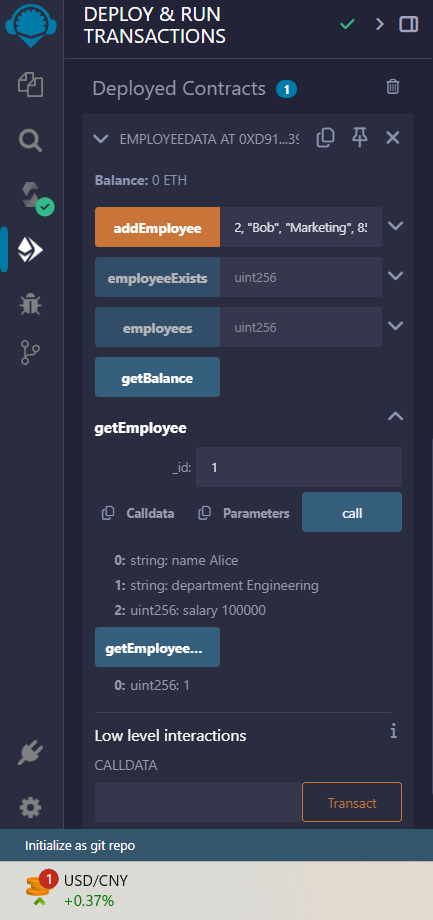 DEPLOY & RUN
TRANSACTIONS
Deployed Contracts 1
EMPLOYEEDATA AT 0XD91...39
Balance: 0 ETH
addEmployee 2, "Bob", "Marketing", 85
employeeExists uint256
employees uint256
getBalance
getEmployee
_id: 1
Calldata Parameters call
0: string: name Alice
1: string: department Engineering
2: uint256: salary 100000
getEmployee...
0: uint256: 1
Low level interactions i
CALLDATA
Transact
Initialize as git repo
1 USD/CNY
+0.37%